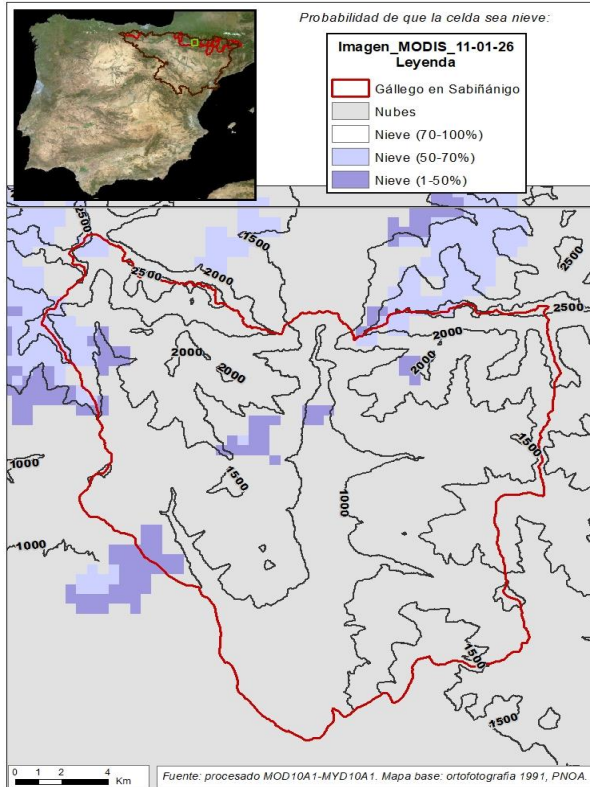 Probabilidad de que la celda sea nieve:
Imagen_MODIS_11-01-26
Leyenda
Gállego en Sabiñánigo
Nubes
Nieve (70-100%)
Nieve (50-70%)
Nieve (1-50%)
2500
1500
2500
2000
2500
2500
2000
2000
2000
2000
1500
1000
1500
1000
1000
1500
1500
0 1 2 4
Km
Fuente: procesado MOD10A1-MYD10A1. Mapa base: ortofotografía 1991, PNOA.